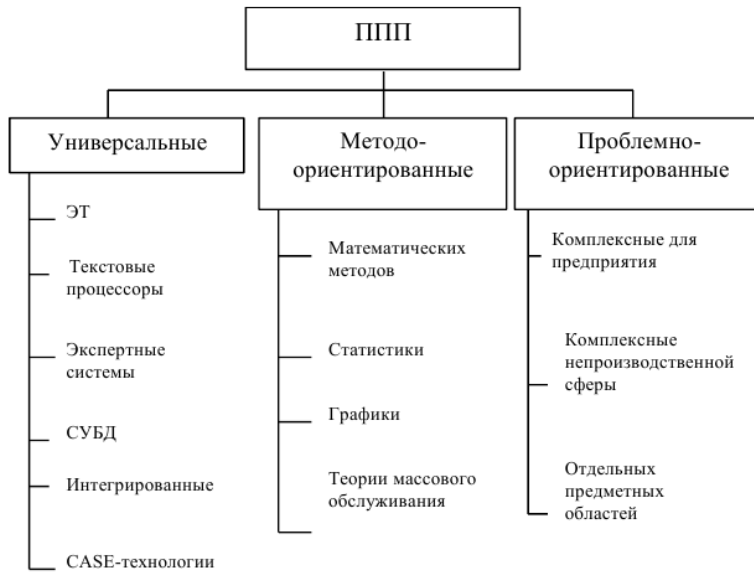 ППП
Универсальные
ЭТ
Текстовые
процессоры
Экспертные
системы
СУБД
Интегрированные
CASE-технологии
Методо-
ориентированные
Математических
методов
Статистики
Графики
Теории массового
обслуживания
Проблемно-
ориентированные
Комплексные для
предприятия
Комплексные
непроизводственной
сферы
Отдельных
предметных
областей